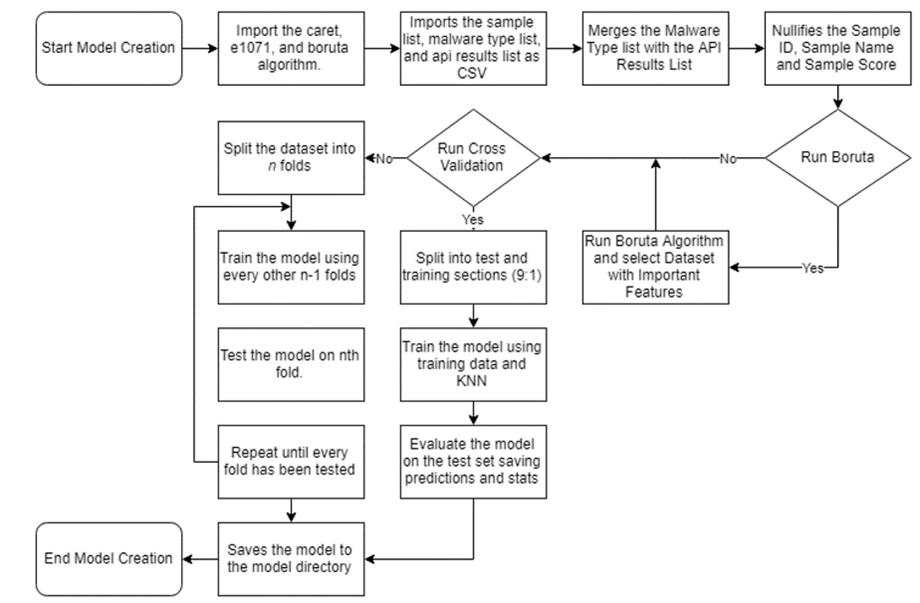 Start Model Creation
Import the caret,
e1071, and boruta
algorithm.
Imports the sample
list, malware type list,
and api results list as
CSV
Merges the Malware
Type list with the API
Results List
Nullifies the Sample
ID, Sample Name
and Sample Score
Run Boruta
No
Yes
Run Boruta Algorithm
and select Dataset
with Important
Features
Run Cross
Validation
No
Yes
Split the dataset into
n folds
Train the model using
every other n-1 folds
Test the model on nth
fold.
Repeat until every
fold has been tested
Split into test and
training sections (9:1)
Train the model using
training data and
KNN
Evaluate the model
on the test set saving
predictions and stats
Saves the model to
the model directory
End Model Creation